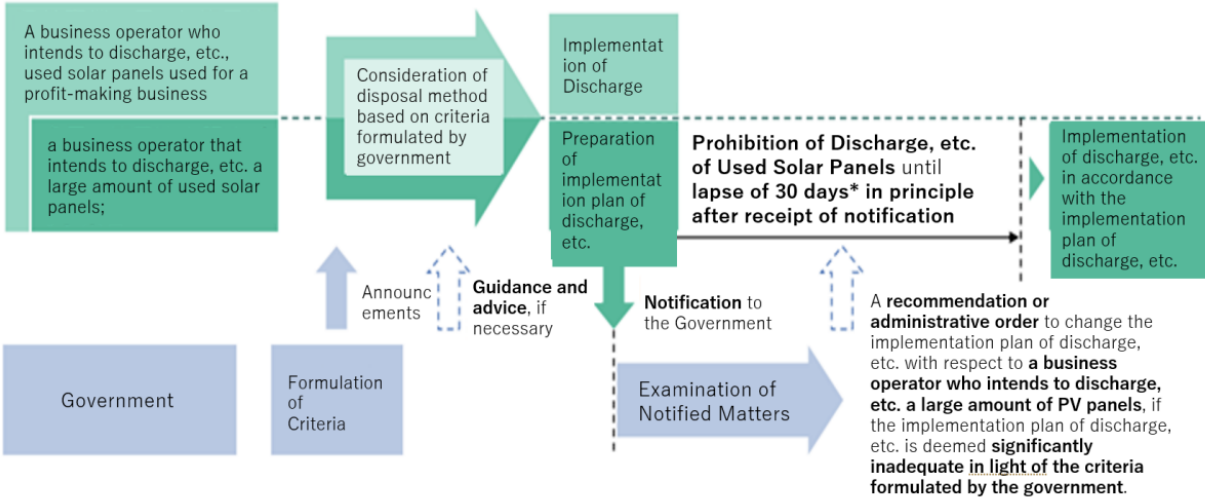 A business operator who
intends to discharge, etc.,
used solar panels used for a
profit-making business
a business operator that
intends to discharge, etc. a
large amount of used solar
panels;
Consideration of
disposal method
based on criteria
formulated by
government
Implementat
ion of
Discharge
Preparation
of
implementat
ion plan of
discharge,
etc.
Prohibition of Discharge, etc.
of Used Solar Panels until
lapse of 30 days* in principle
after receipt of notification
Implementation
of discharge, etc.
in accordance
with the
implementation
plan of
discharge, etc.
Announc
ements
Guidance and
advice, if
necessary
Notification to
the Government
A recommendation or
administrative order to change the
implementation plan of discharge,
etc. with respect to a business
operator who intends to discharge,
etc. a large amount of PV panels, if
the implementation plan of discharge,
etc. is deemed significantly
inadequate in light of the criteria
formulated by the government.
Government
Formulation
of
Criteria
Examination of
Notified Matters